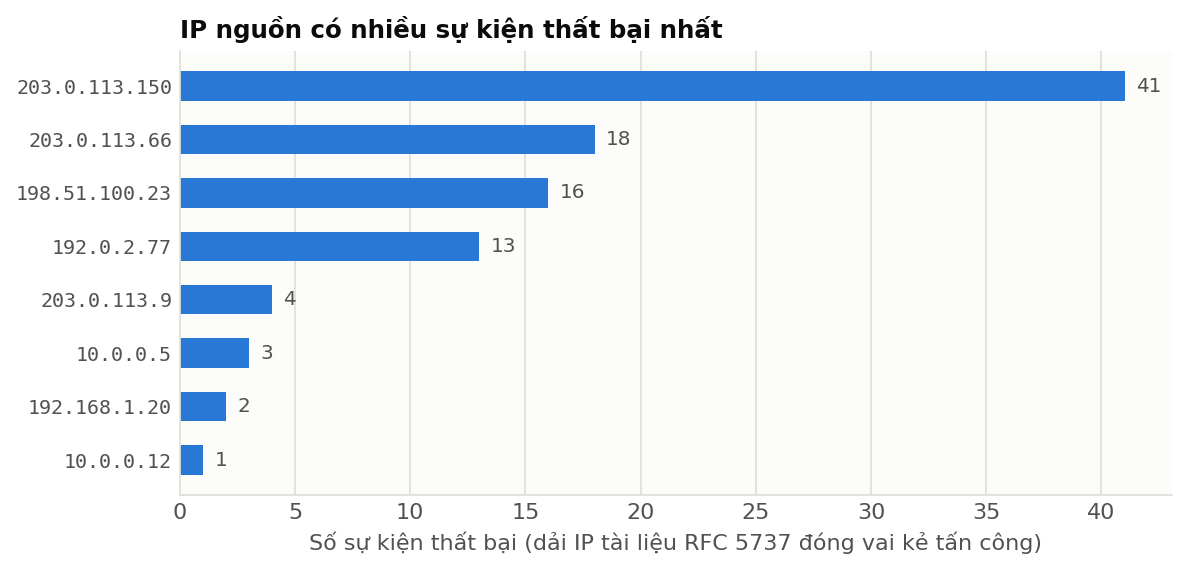 IP nguồn có nhiều sự kiện thất bại nhất
203.0.113.150 41
203.0.113.66 18
198.51.100.23 16
192.0.2.77 13
203.0.113.9 4
10.0.0.5 3
192.168.1.20 2
10.0.0.12 1
0 5 10 15 20 25 30 35 40
Số sự kiện thất bại (dải IP tài liệu RFC 5737 đóng vai kẻ tấn công)